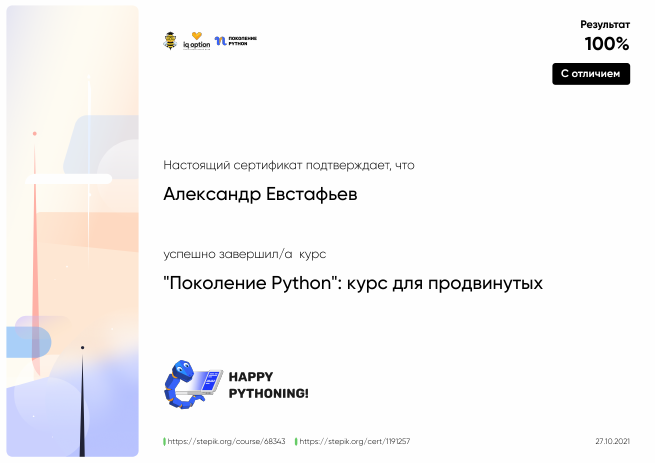 Результат
100%
С отличием
iq option
ПОКОЛЕНИЕ
PYTHON
Настоящий сертификат подтверждает, что
Александр Евстафьев
успешно завершил/а курс
"Поколение Python": курс для продвинутых
HAPPY
PYTHONING!
https://stepik.org/course/68343 https://stepik.org/cert/1191257
27.10.2021